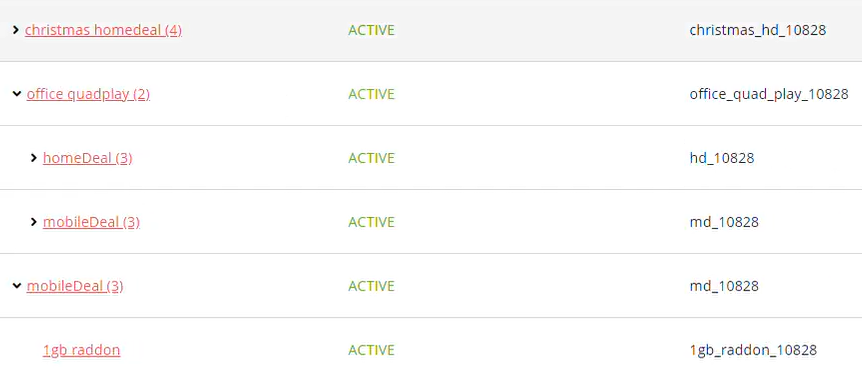 christmas homedeal (4) ACTIVE christmas_hd_10828
office quadplay (2) ACTIVE office_quad_play_10828
homeDeal (3) ACTIVE hd_10828
mobileDeal (3) ACTIVE md_10828
mobileDeal (3) ACTIVE md_10828
1gb raddon ACTIVE 1gb_raddon_10828